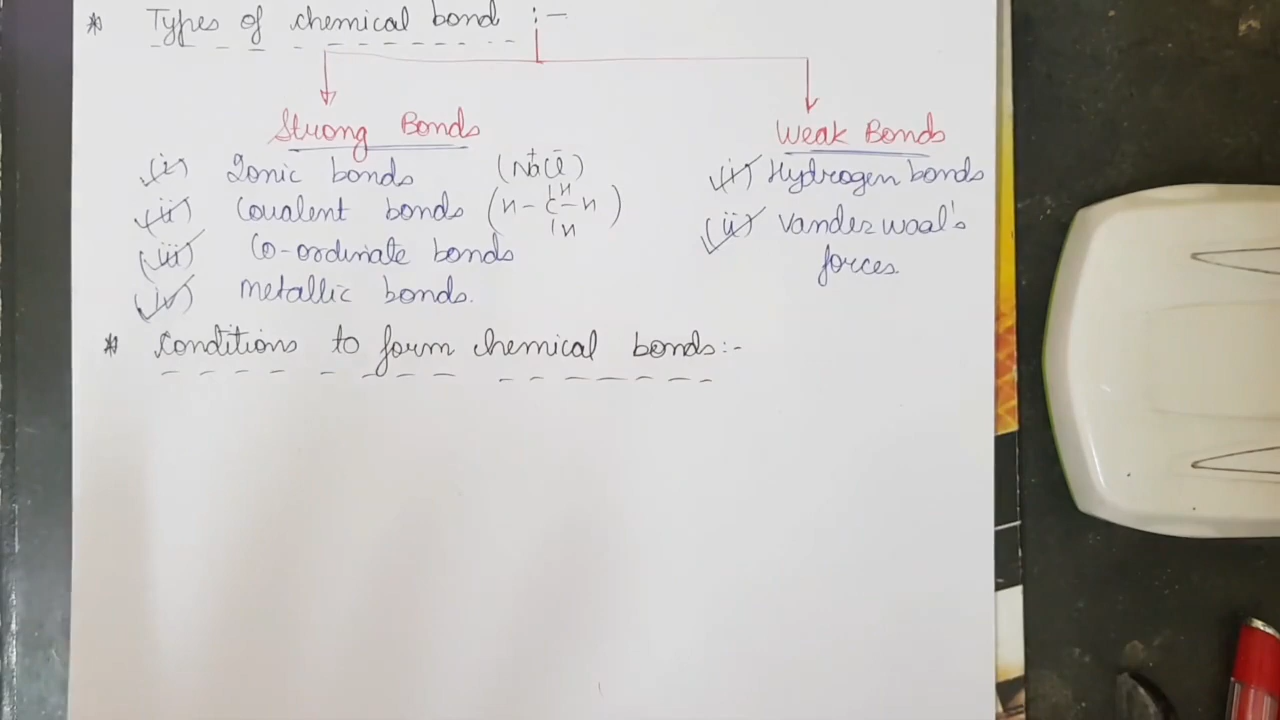 * Types of chemical bond :-
Strong Bonds
(i) Ionic bonds (Na⁺Cl⁻)
(ii) Covalent bonds (H-C-H)
H
H
(iii) Co-ordinate bonds
(iv) metallic bonds.
Weak Bonds
(i) Hydrogen bonds
(ii) Vanderwaal's
forces.
* Conditions to form chemical bonds:-